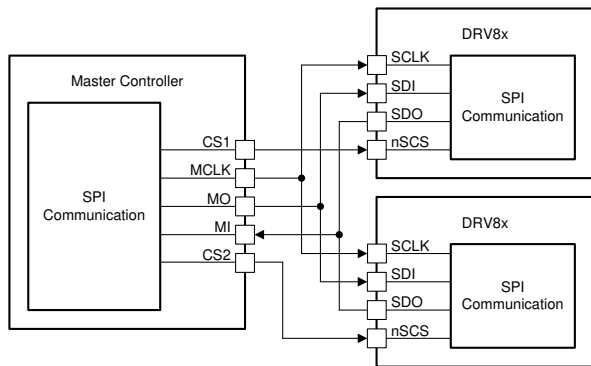 Master Controller
SPI
Communication
CS1
MCLK
MO
MI
CS2
DRV8x
SCLK
SDI
SDO
nSCS
SPI
Communication
DRV8x
SCLK
SDI
SDO
nSCS
SPI
Communication